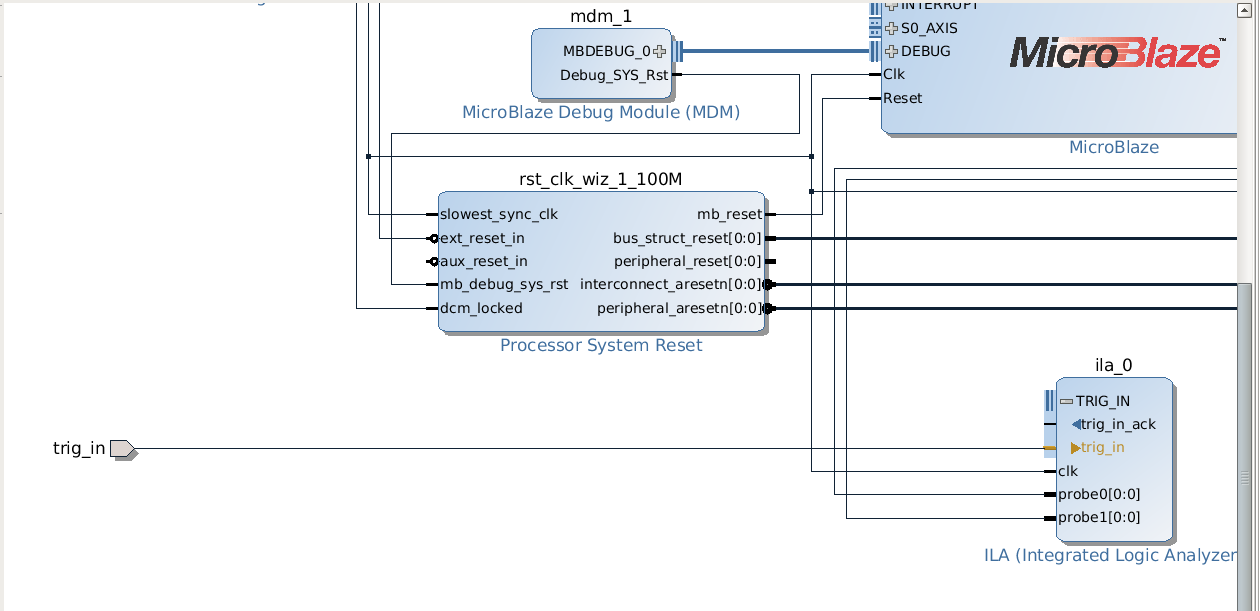 mdm_1
MBDEBUG_0
Debug_SYS_Rst
MicroBlaze Debug Module (MDM)
INTERRUPT
S0_AXIS
DEBUG
Clk
Reset
MicroBlaze™
MicroBlaze
rst_clk_wiz_1_100M
slowest_sync_clk
ext_reset_in
aux_reset_in
mb_debug_sys_rst
dcm_locked
mb_reset
bus_struct_reset[0:0]
peripheral_reset[0:0]
interconnect_aresetn[0:0]
peripheral_aresetn[0:0]
Processor System Reset
trig_in
ila_0
TRIG_IN
trig_in_ack
trig_in
clk
probe0[0:0]
probe1[0:0]
ILA (Integrated Logic Analyzer